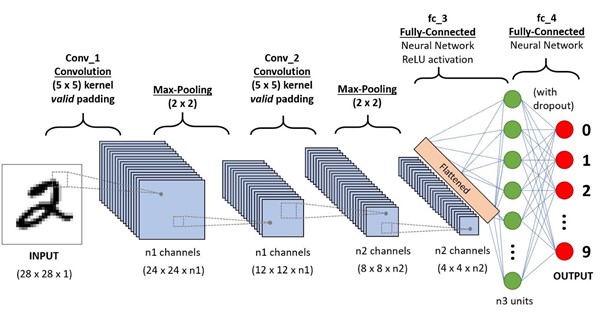 Conv_1
Convolution
(5 x 5) kernel
valid padding
Max-Pooling
(2 x 2)
Conv_2
Convolution
(5 x 5) kernel
valid padding
Max-Pooling
(2 x 2)
fc_3
Fully-Connected
Neural Network
ReLU activation
fc_4
Fully-Connected
Neural Network
(with
dropout)
Flattened
2
0
1
2
9
INPUT
(28 x 28 x 1)
n1 channels
(24 x 24 x n1)
n1 channels
(12 x 12 x n1)
n2 channels
(8 x 8 x n2)
n2 channels
(4 x 4 x n2)
n3 units
OUTPUT